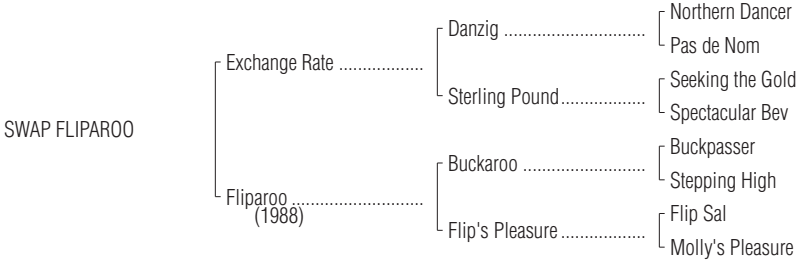 Northern Dancer
Danzig ..............................
Pas de Nom
Exchange Rate ..................
Seeking the Gold
Sterling Pound..................
Spectacular Bev
SWAP FLIPAROO
Buckpasser
Buckaroo ..........................
Stepping High
Fliparoo ............................
(1988)
Flip Sal
Flip's Pleasure ..................
Molly's Pleasure